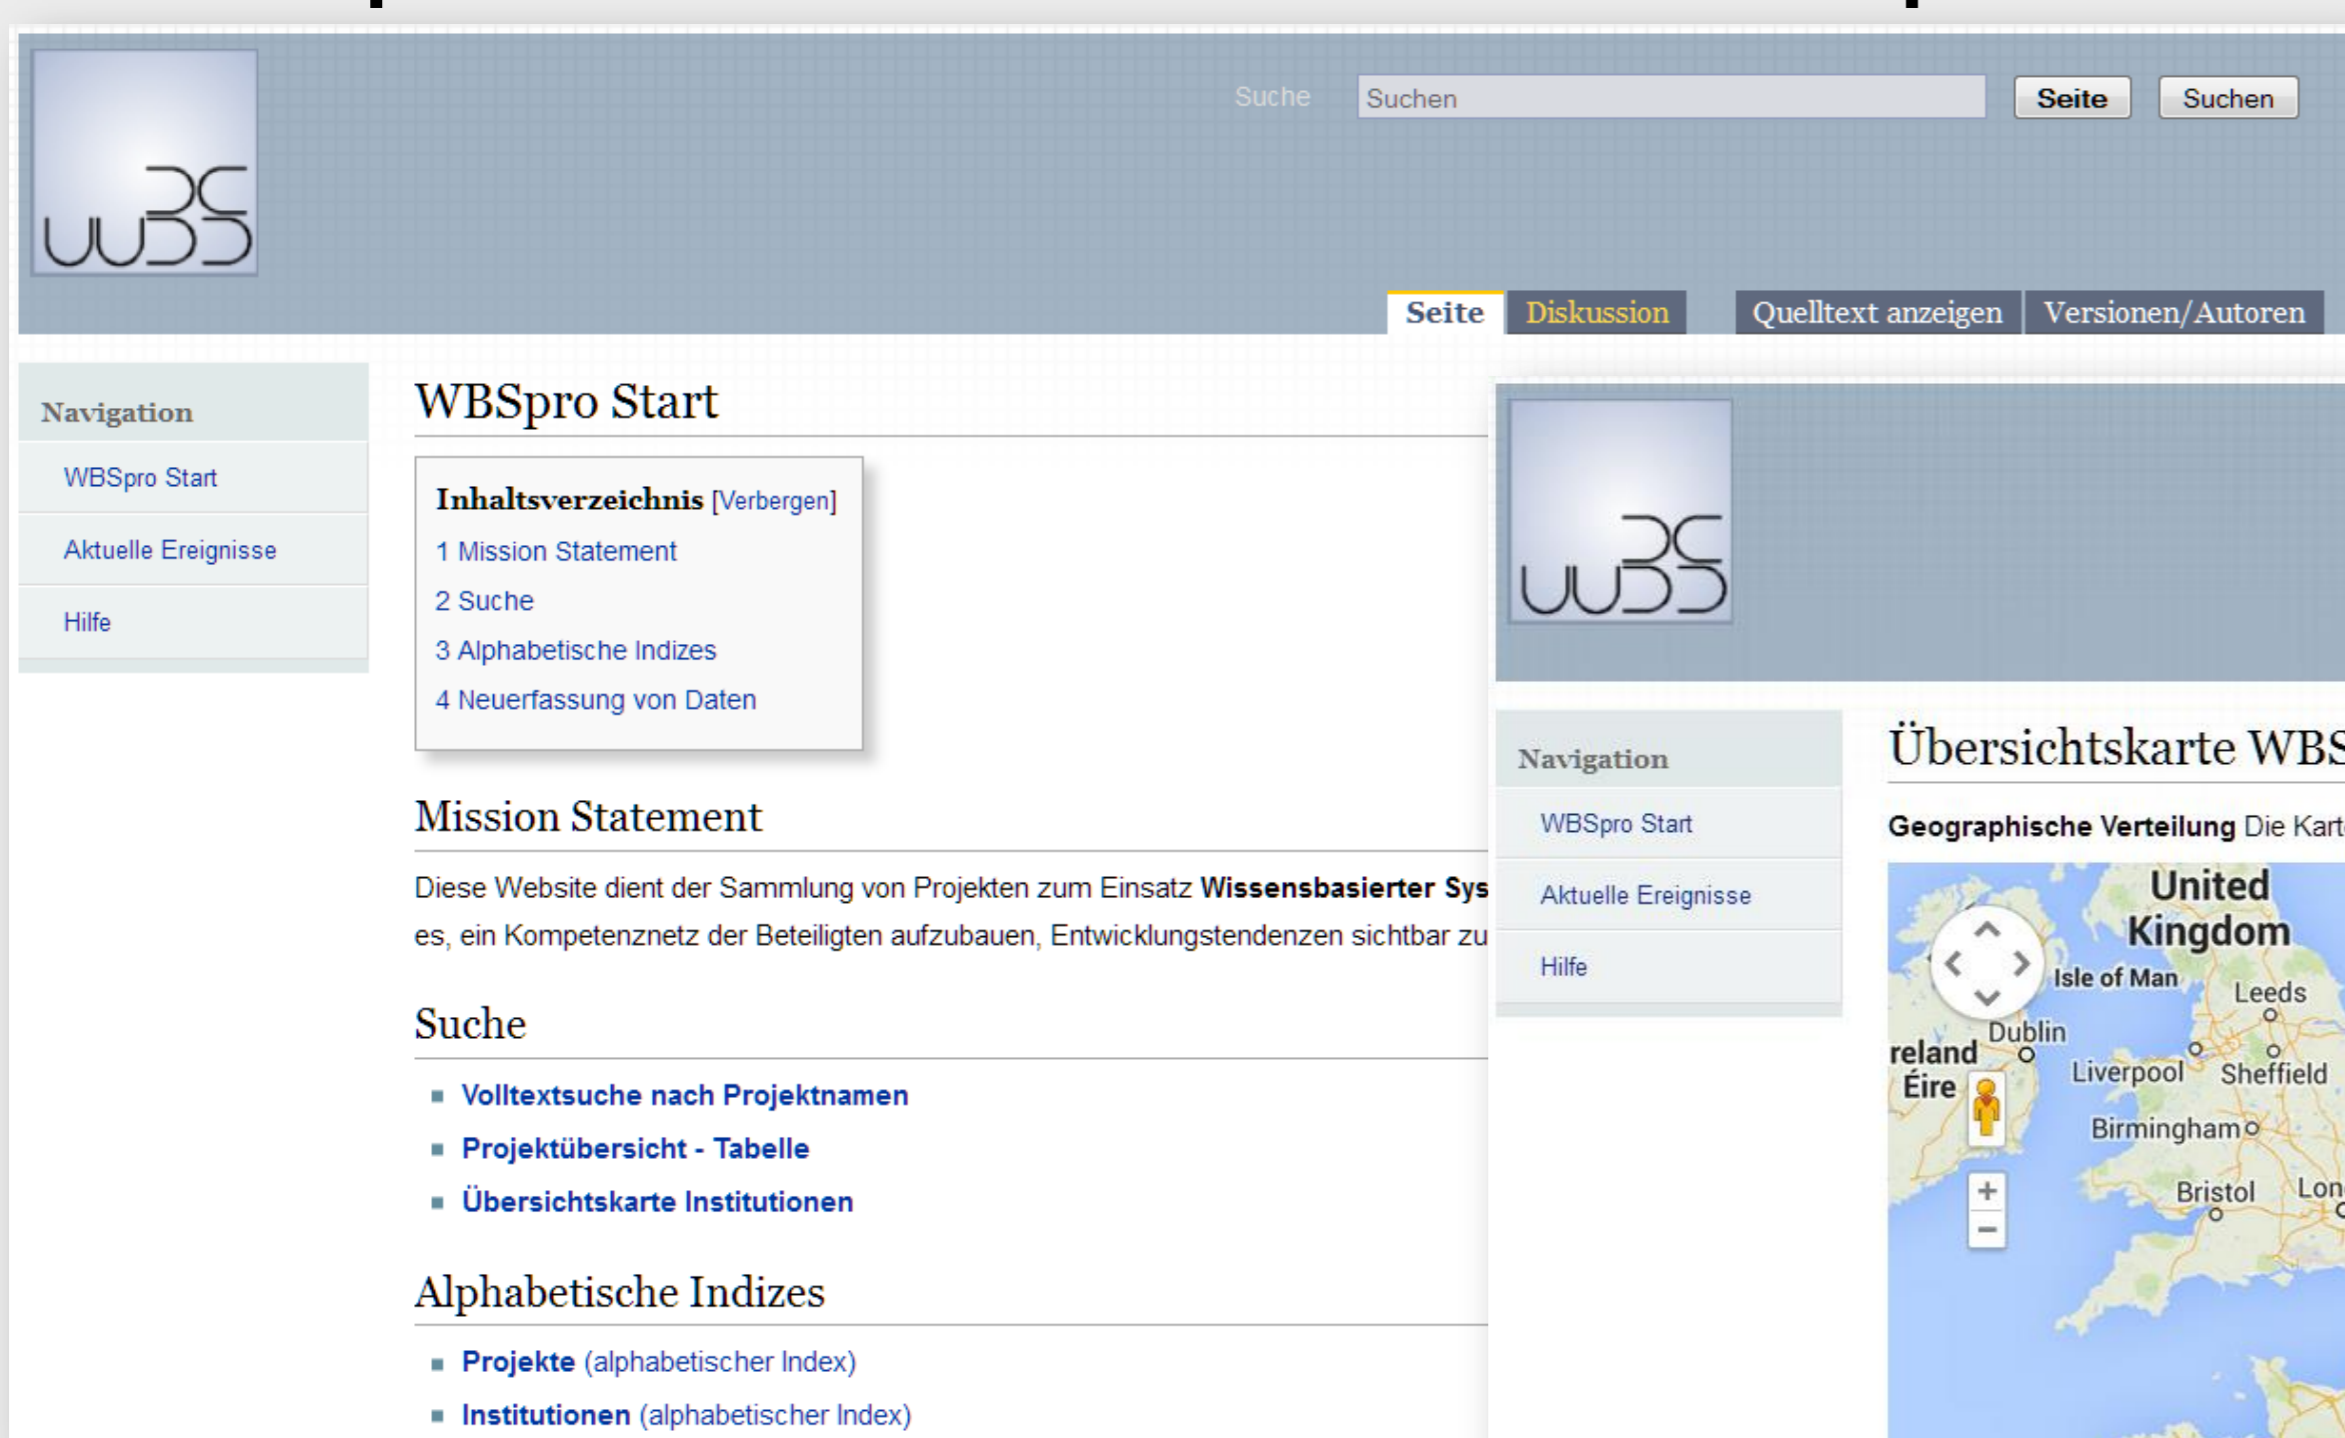 Suche Suchen Seite Suchen
Seite Diskussion Quelltext anzeigen Versionen/Autoren
Navigation
WBSpro Start
Aktuelle Ereignisse
Hilfe
WBSpro Start
Inhaltsverzeichnis [Verbergen]
1 Mission Statement
2 Suche
3 Alphabetische Indizes
4 Neuerfassung von Daten
Mission Statement
Diese Website dient der Sammlung von Projekten zum Einsatz Wissensbasierter Sys
es, ein Kompetenznetz der Beteiligten aufzubauen, Entwicklungstendenzen sichtbar zu
Suche
Volltextsuche nach Projektnamen
Projektübersicht - Tabelle
Übersichtskarte Institutionen
Alphabetische Indizes
Projekte (alphabetischer Index)
Institutionen (alphabetischer Index)
Navigation
WBSpro Start
Aktuelle Ereignisse
Hilfe
Übersichtskarte WBS
Geographische Verteilung Die Kart
United
Kingdom
Isle of Man
Leeds
Dublin
reland
Éire
Liverpool
Sheffield
Birmingham
Bristol
Lon